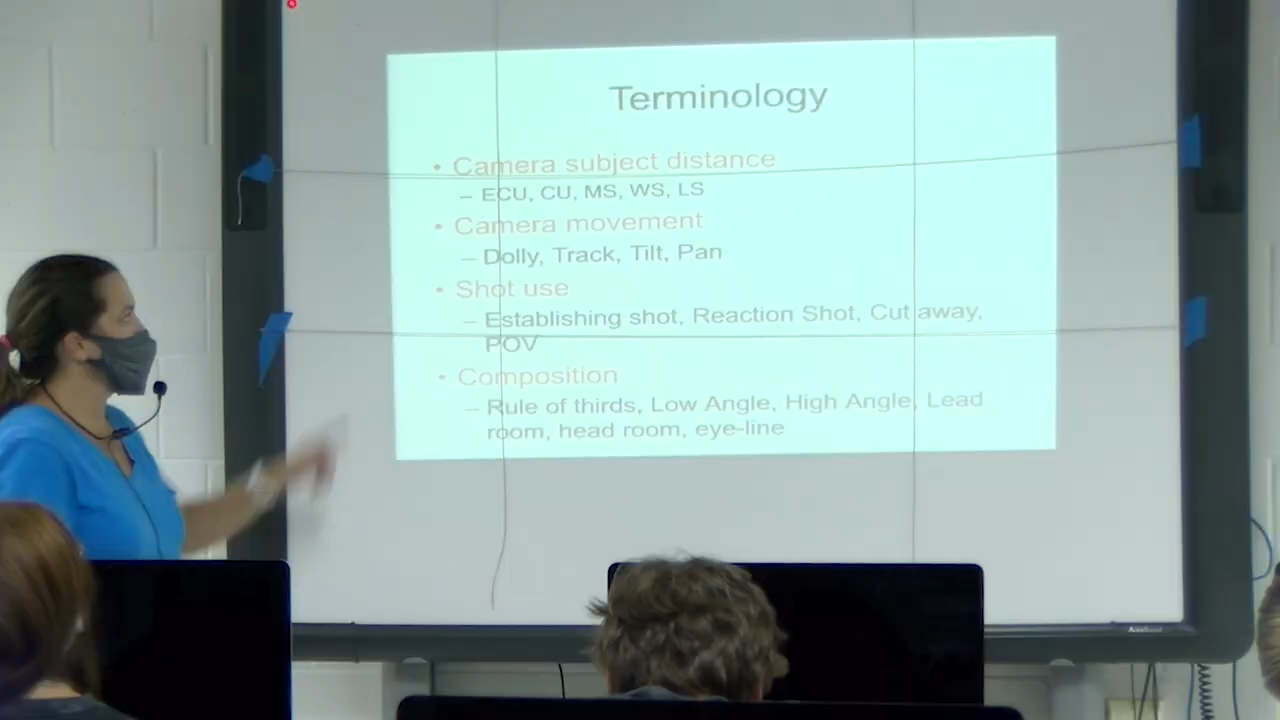 Terminology
• Camera subject distance
– ECU, CU, MS, WS, LS
• Camera movement
– Dolly, Track, Tilt, Pan
• Shot use
– Establishing shot, Reaction Shot, Cut away,
POV
• Composition
– Rule of thirds, Low Angle, High Angle, Lead
room, head room, eye-line